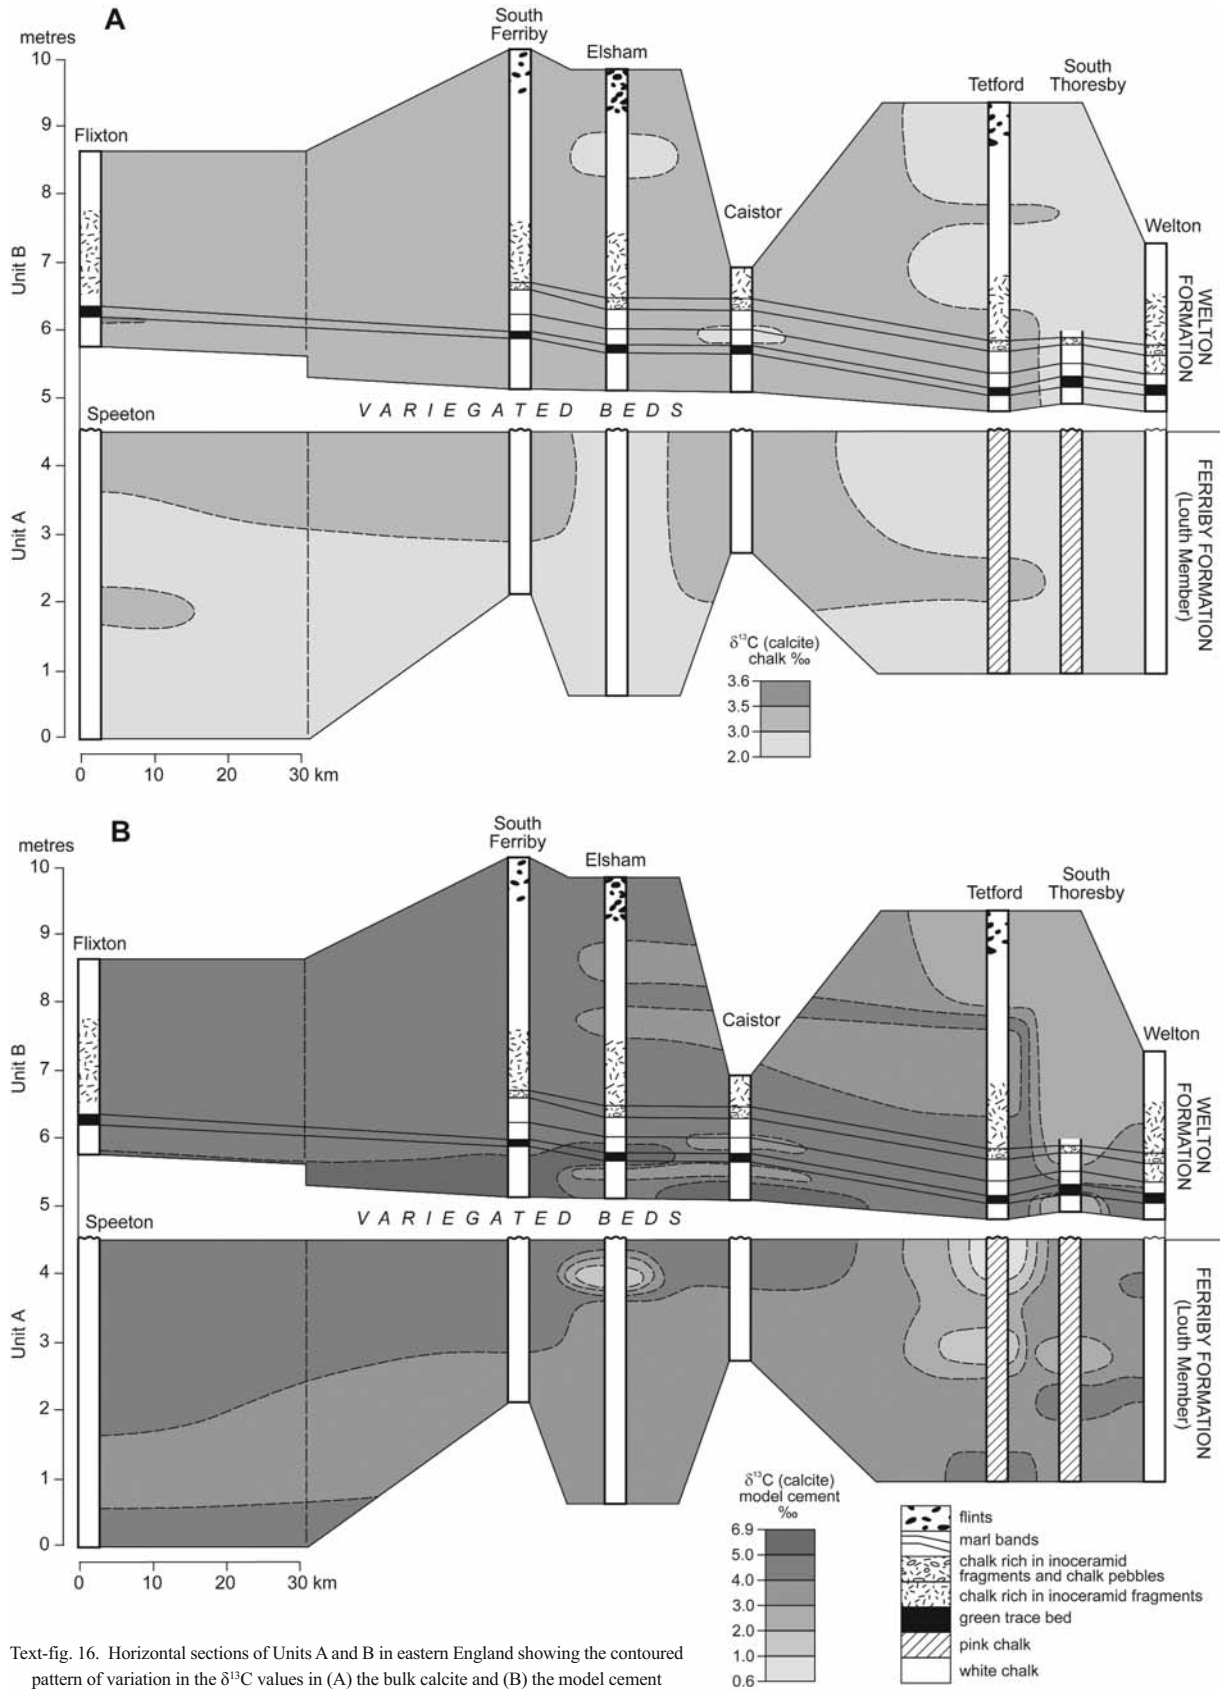 A
metres
10
9
8
7
6
5
4
3
2
1
0
Unit B
Unit A
Flixton
South
Ferriby
Elsham
Caistor
Tetford
South
Thoresby
Welton
WELTON
FORMATION
VARIEGATED BEDS
Speeton
FERRIBY FORMATION
(Louth Member)
δ¹³C (calcite)
chalk ‰
3.6
3.5
3.0
2.0
0 10 20 30 km
B
metres
10
9
8
7
6
5
4
3
2
1
0
Unit B
Unit A
Flixton
South
Ferriby
Elsham
Caistor
Tetford
South
Thoresby
Welton
WELTON
FORMATION
VARIEGATED BEDS
Speeton
FERRIBY FORMATION
(Louth Member)
δ¹³C (calcite)
model cement
‰
6.9
5.0
4.0
3.0
2.0
1.0
0.6
0 10 20 30 km
flints
marl bands
chalk rich in inoceramid
fragments and chalk pebbles
chalk rich in inoceramid fragments
green trace bed
pink chalk
white chalk
Text-fig. 16. Horizontal sections of Units A and B in eastern England showing the contoured
pattern of variation in the δ¹³C values in (A) the bulk calcite and (B) the model cement